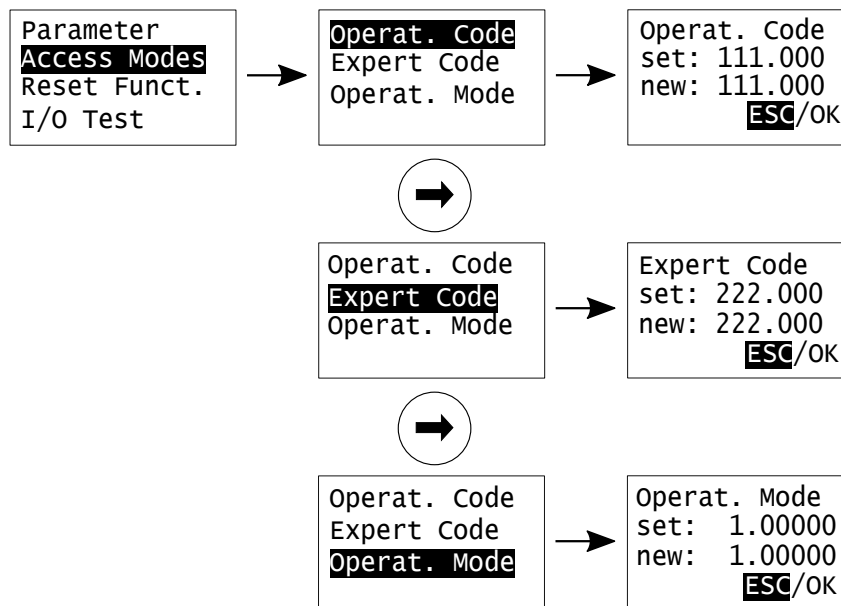 Parameter
Access Modes
Reset Funct.
I/O Test
Operat. Code
Expert Code
Operat. Mode
Operat. Code
set: 111.000
new: 111.000
ESC/OK
Operat. Code
Expert Code
Operat. Mode
Expert Code
set: 222.000
new: 222.000
ESC/OK
Operat. Code
Expert Code
Operat. Mode
Operat. Mode
set: 1.00000
new: 1.00000
ESC/OK